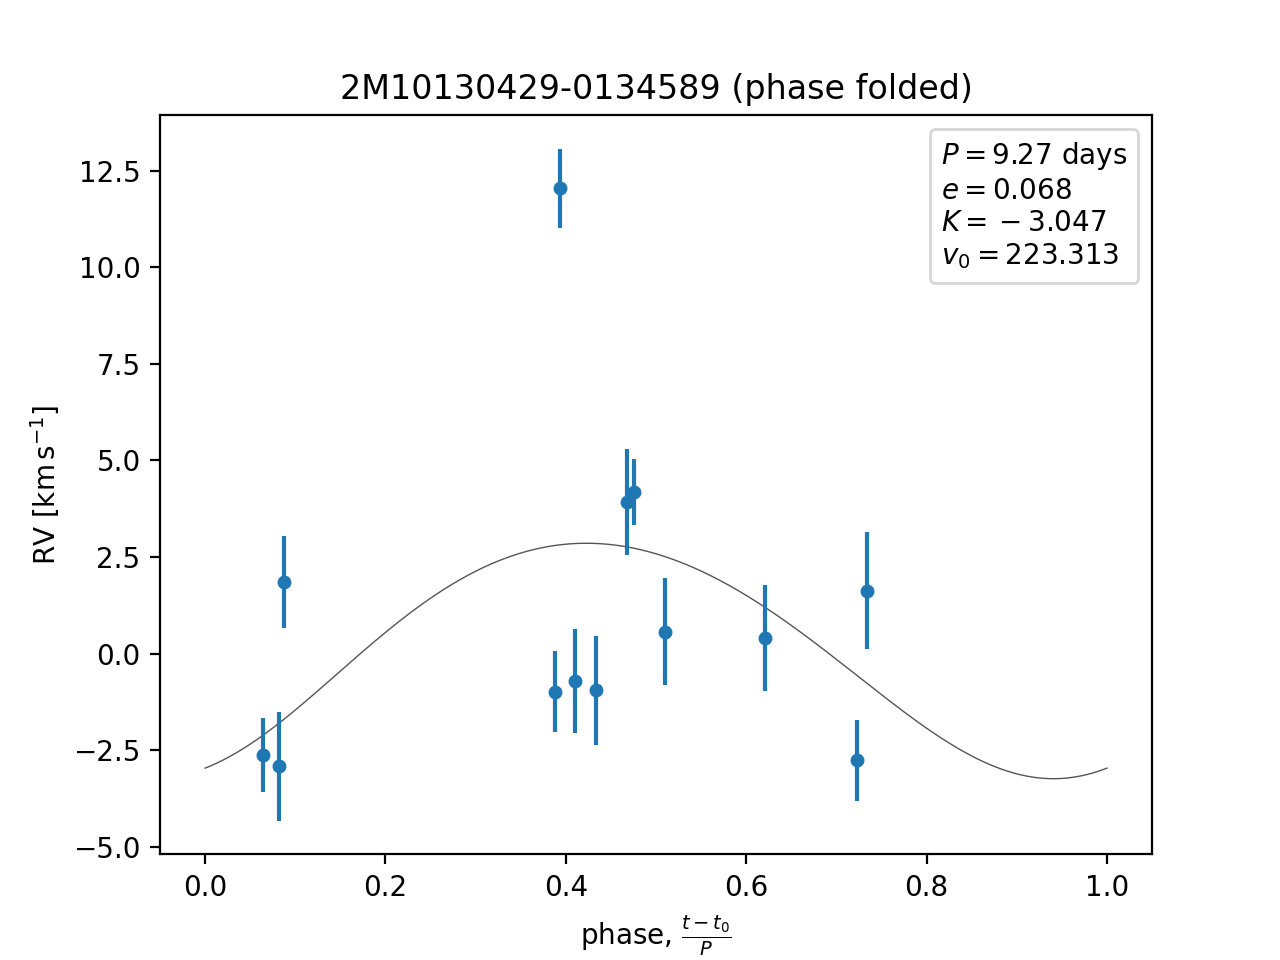 2M10130429-0134589 (phase folded)
P = 9.27 days
e = 0.068
K = −3.047
v₀ = 223.313
RV [km s⁻¹]
12.5
10.0
7.5
5.0
2.5
0.0
−2.5
−5.0
0.0 0.2 0.4 0.6 0.8 1.0
phase, (t − t₀)/P